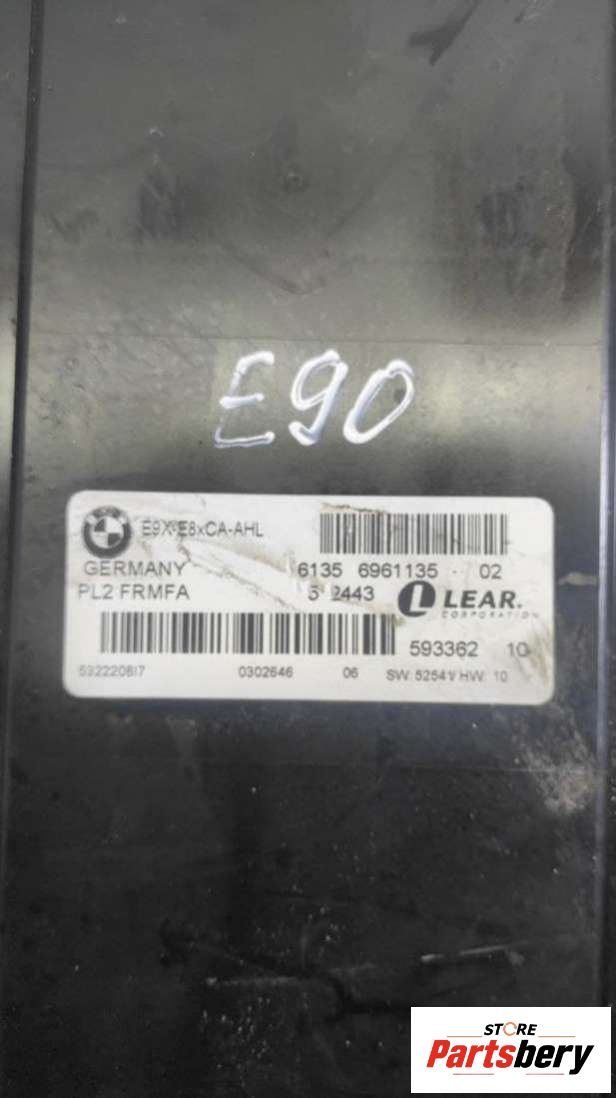 E90
E9X-E8xCA-AHL
GERMANY 6135 6961135 - 02
PL2 FRMFA 2443 LEAR.
CORPORATION
593362 10
0302646 06 SW: HW: 10
STORE
Partsbery